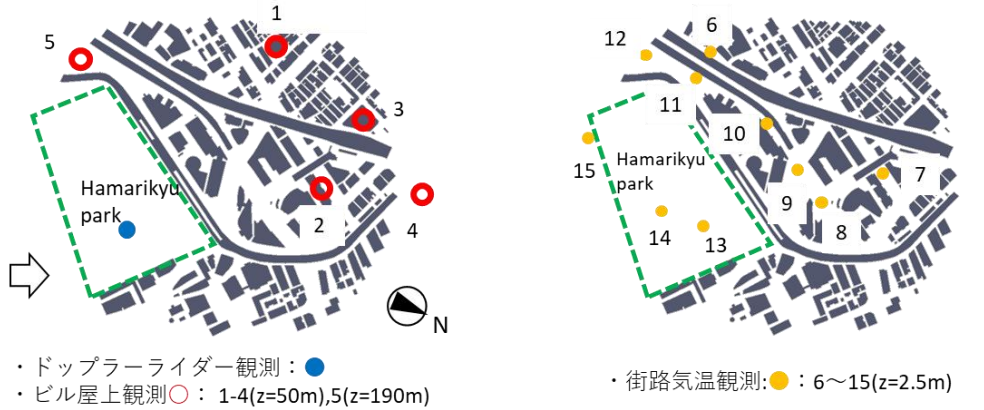 1
5
3
Hamarikyu
park
2
4
N
・ドップラーライダー観測：
・ビル屋上観測○： 1-4(z=50m),5(z=190m)
6
12
11
10
15
Hamarikyu
park
7
9
8
14
13
・街路気温観測:：6～15(z=2.5m)